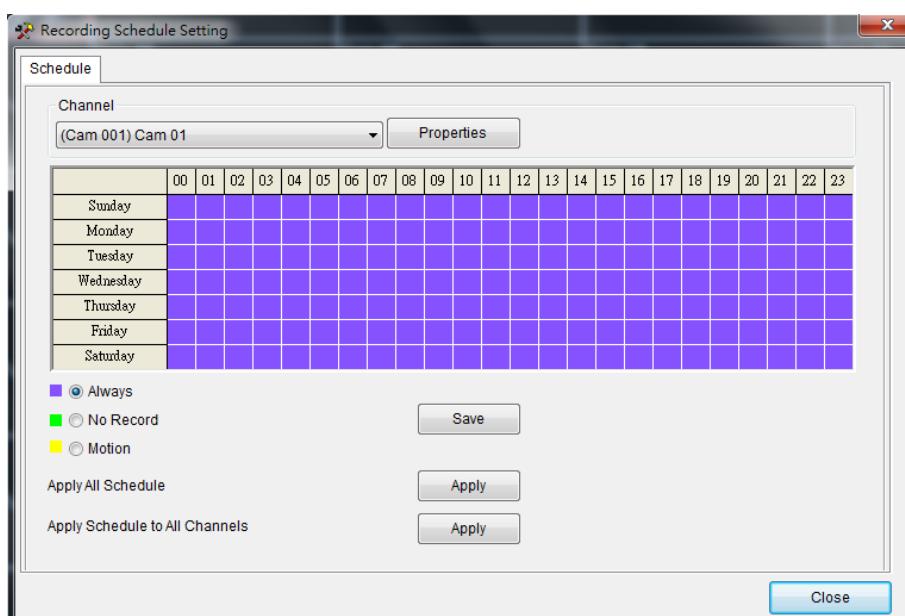 Recording Schedule Setting
Schedule
Channel
(Cam 001) Cam 01
Properties
00 01 02 03 04 05 06 07 08 09 10 11 12 13 14 15 16 17 18 19 20 21 22 23
Sunday
Monday
Tuesday
Wednesday
Thursday
Friday
Saturday
Always
No Record
Save
Motion
Apply All Schedule Apply
Apply Schedule to All Channels Apply
Close